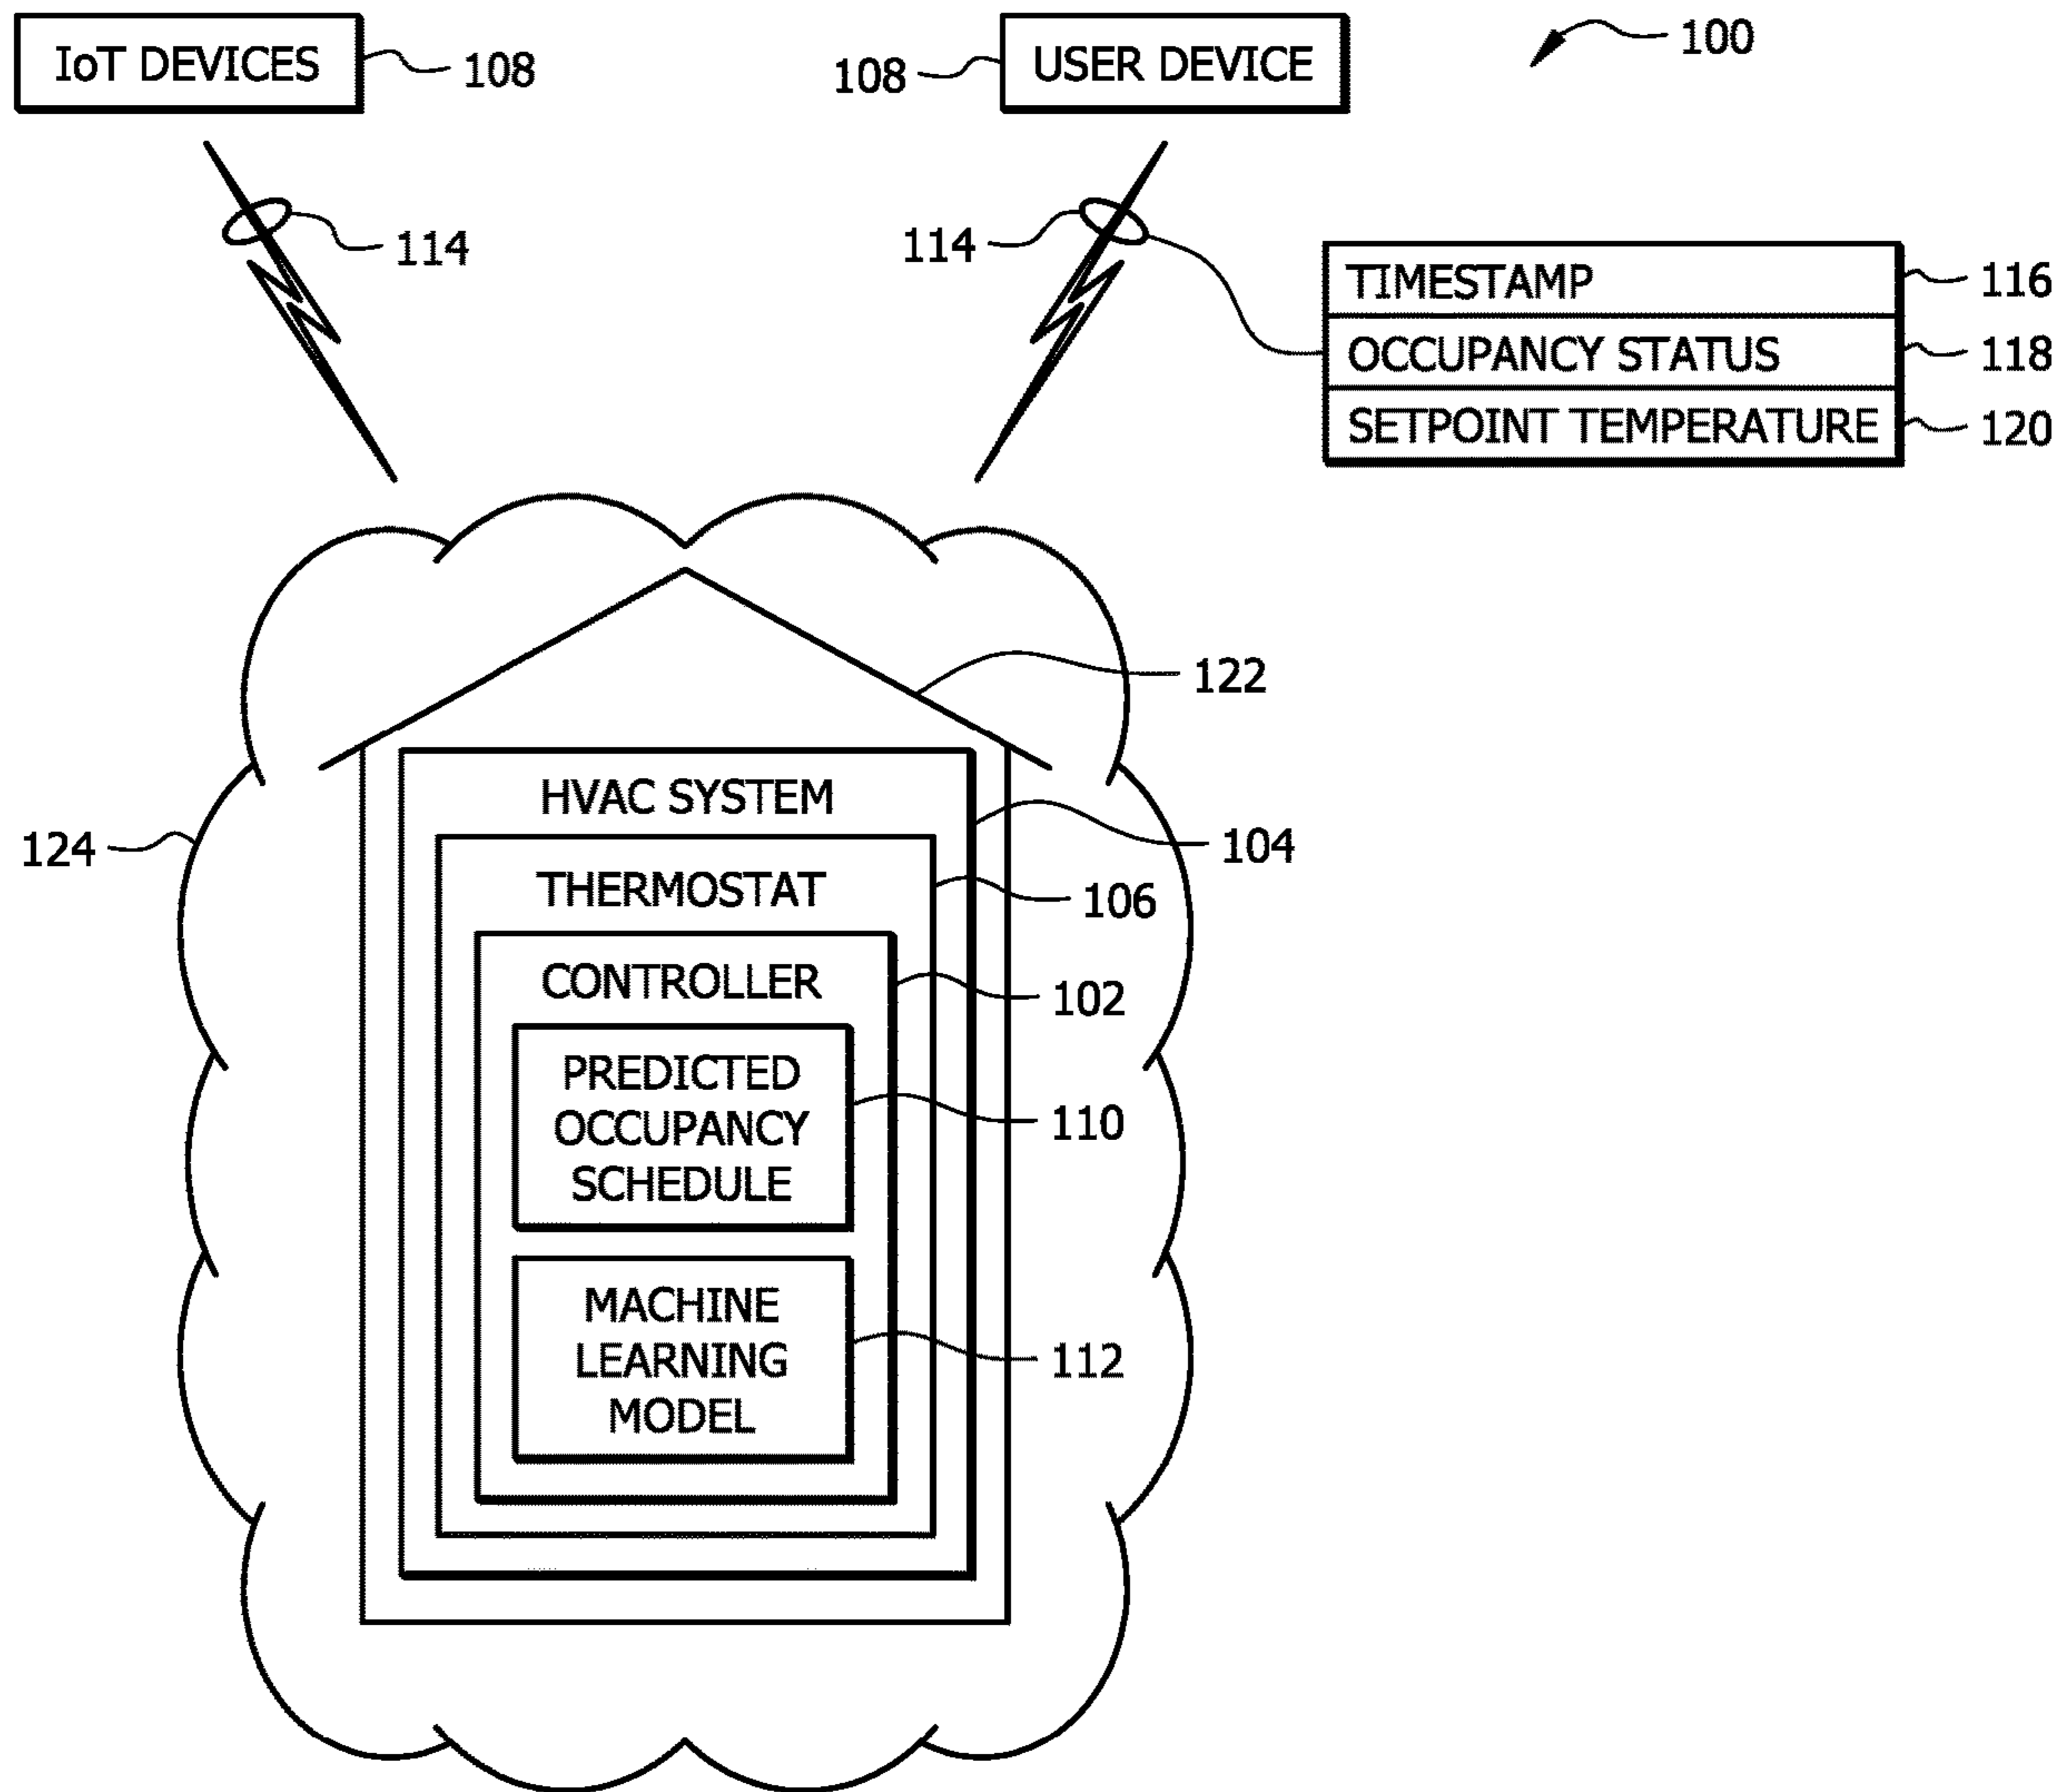 IoT DEVICES
108
108
USER DEVICE
100
114
114
TIMESTAMP
116
OCCUPANCY STATUS
118
SETPOINT TEMPERATURE
120
122
HVAC SYSTEM
104
124
THERMOSTAT
106
CONTROLLER
102
PREDICTED
OCCUPANCY
SCHEDULE
110
MACHINE
LEARNING
MODEL
112